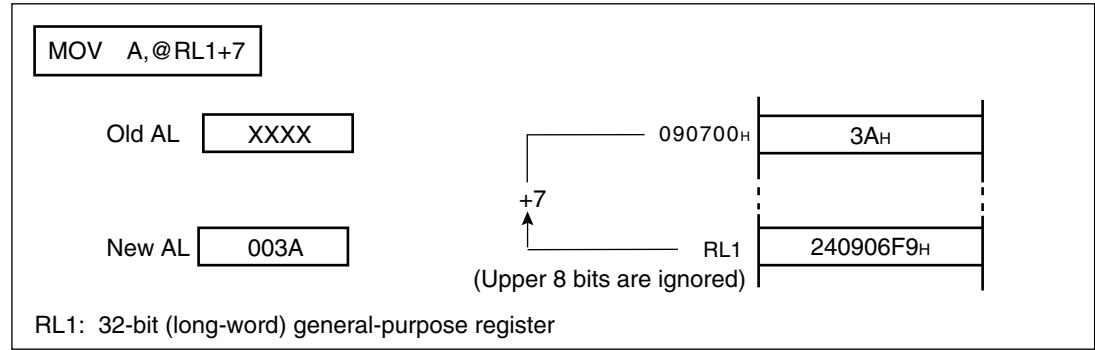 MOV A,@RL1+7
Old AL XXXX 090700H 3AH
+7
New AL 003A RL1 240906F9H
(Upper 8 bits are ignored)
RL1: 32-bit (long-word) general-purpose register